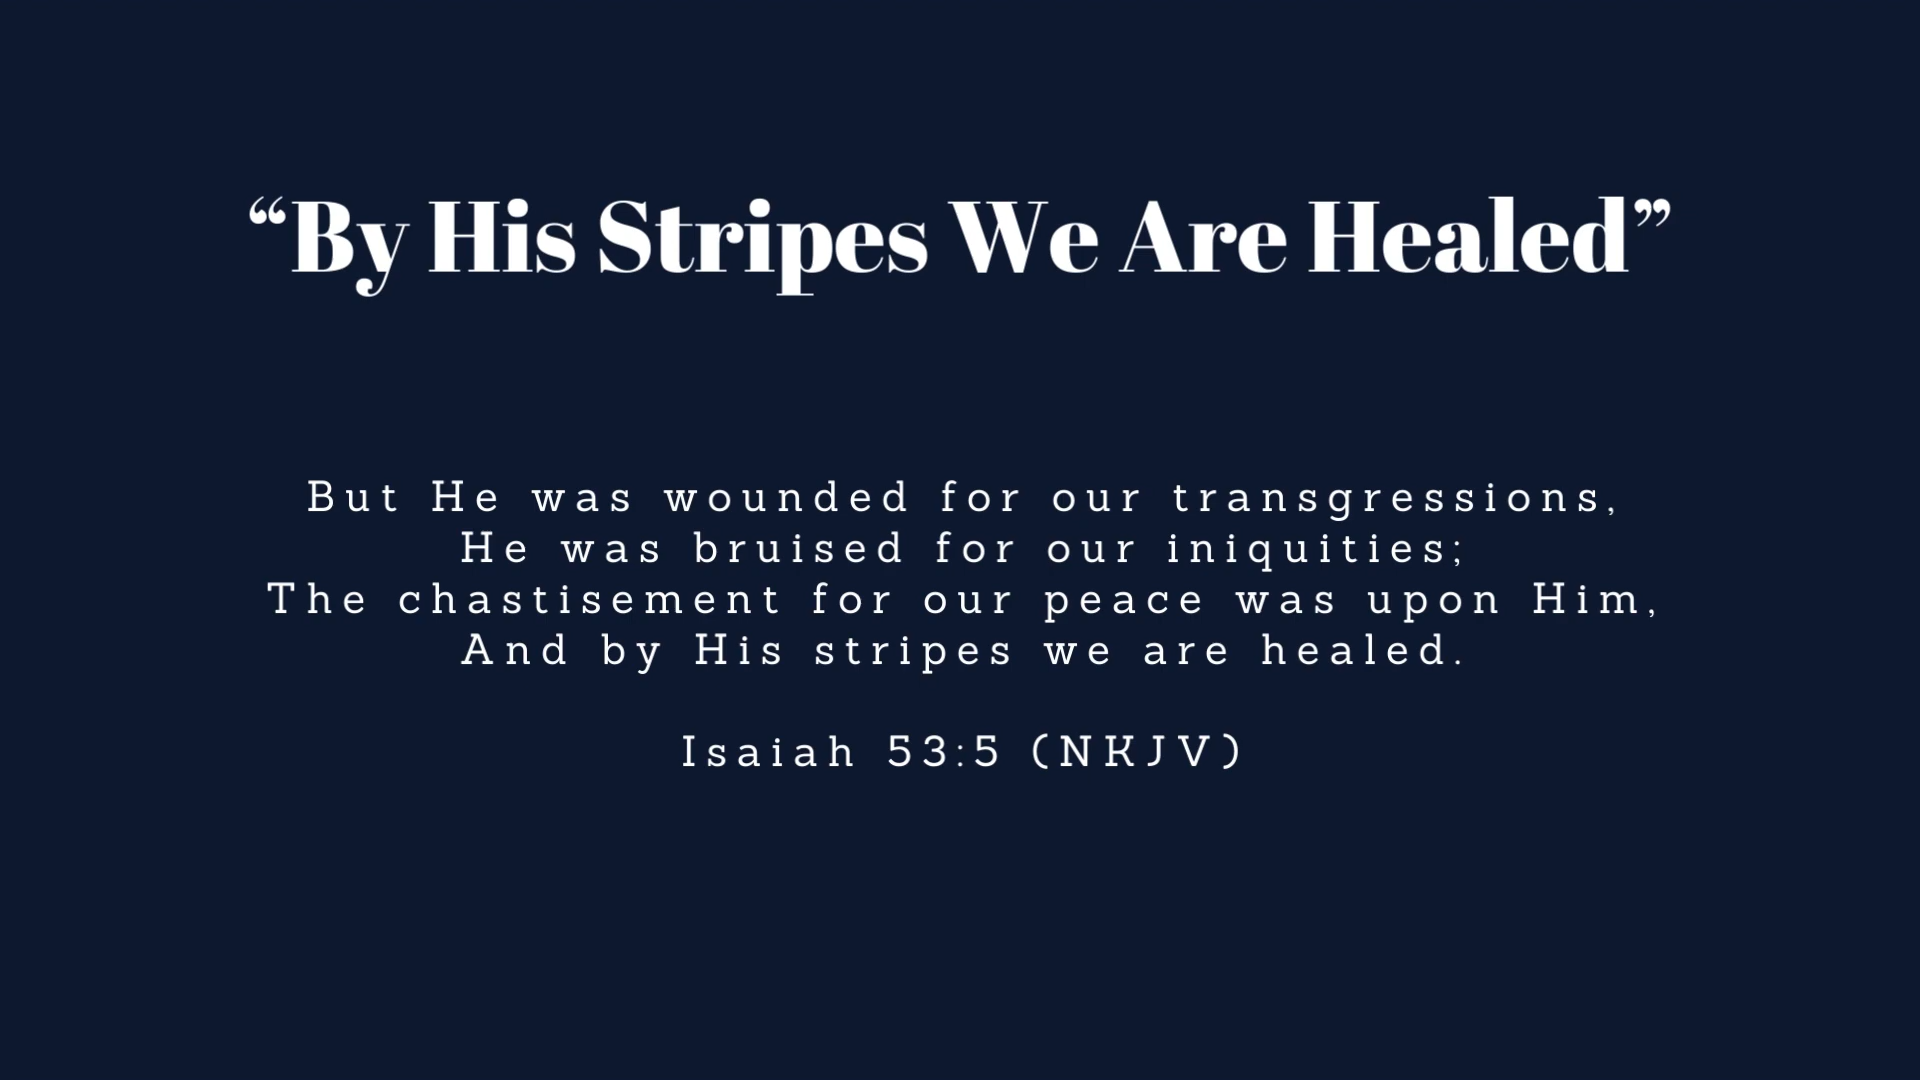 “By His Stripes We Are Healed”
But He was wounded for our transgressions,
He was bruised for our iniquities;
The chastisement for our peace was upon Him,
And by His stripes we are healed.
Isaiah 53:5 (NKJV)